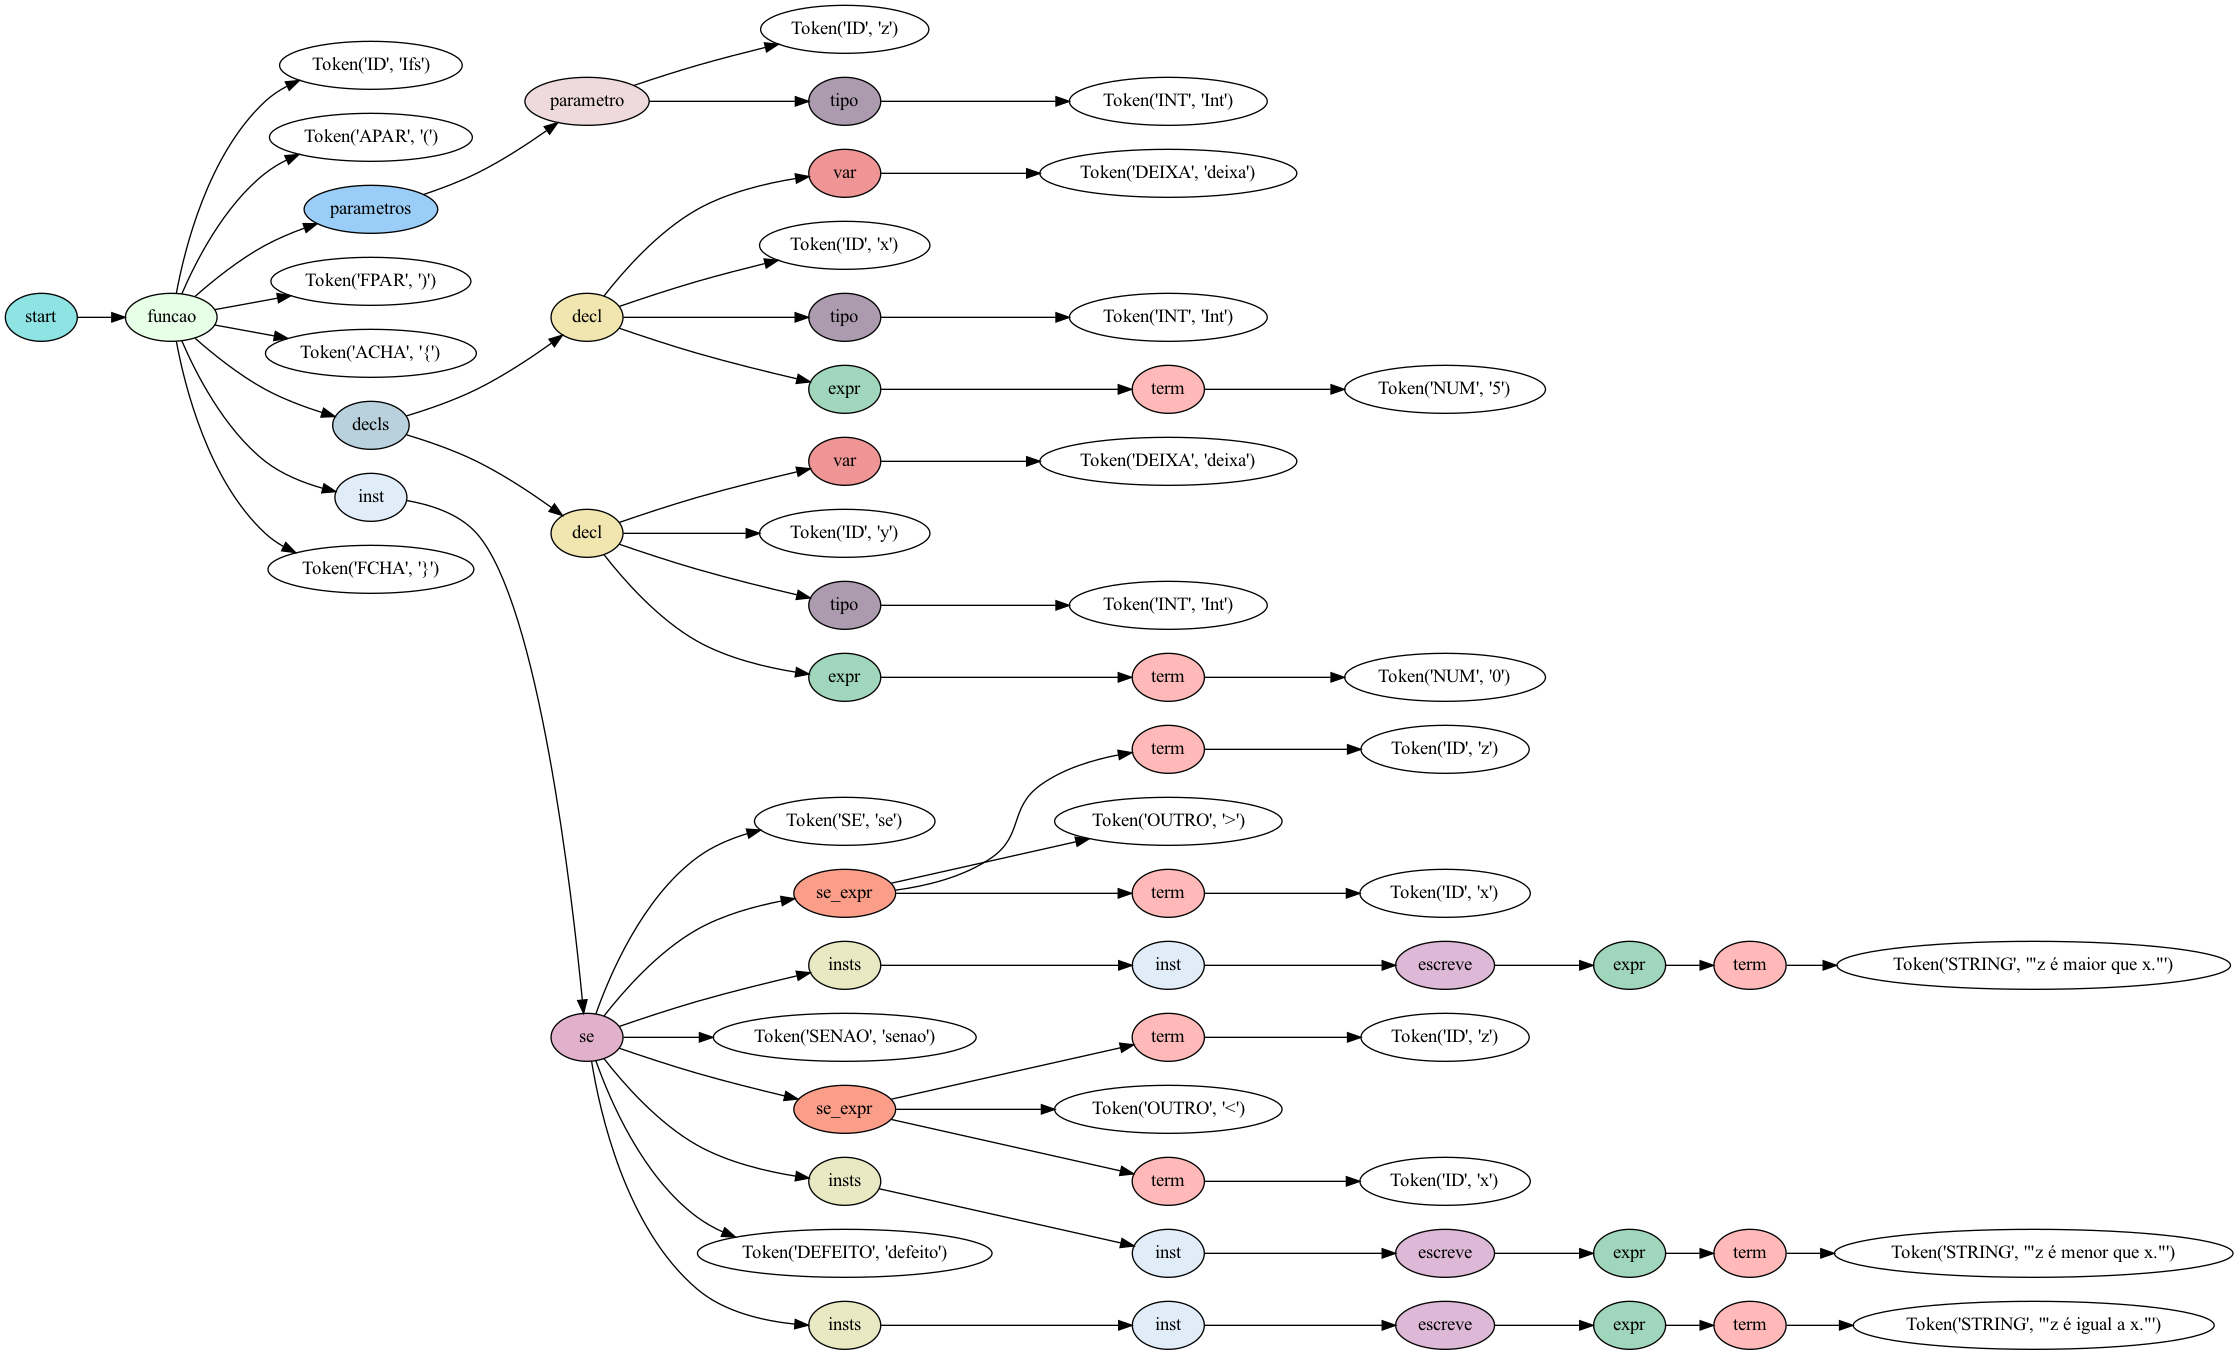 Token('ID', 'z')
Token('ID', 'Ifs')
parametro
tipo
Token('INT', 'Int')
Token('APAR', '(')
var
Token('DEIXA', 'deixa')
parametros
Token('ID', 'x')
Token('FPAR', ')')
start
funcao
decl
tipo
Token('INT', 'Int')
Token('ACHA', '{')
expr
term
Token('NUM', '5')
decls
var
Token('DEIXA', 'deixa')
inst
decl
Token('ID', 'y')
Token('FCHA', '}')
tipo
Token('INT', 'Int')
expr
term
Token('NUM', '0')
term
Token('ID', 'z')
Token('SE', 'se')
Token('OUTRO', '>')
se_expr
term
Token('ID', 'x')
insts
inst
escreve
expr
term
Token('STRING', '"z é maior que x."')
se
Token('SENAO', 'senao')
term
Token('ID', 'z')
se_expr
Token('OUTRO', '<')
insts
term
Token('ID', 'x')
Token('DEFEITO', 'defeito')
inst
escreve
expr
term
Token('STRING', '"z é menor que x."')
insts
inst
escreve
expr
term
Token('STRING', '"z é igual a x."')